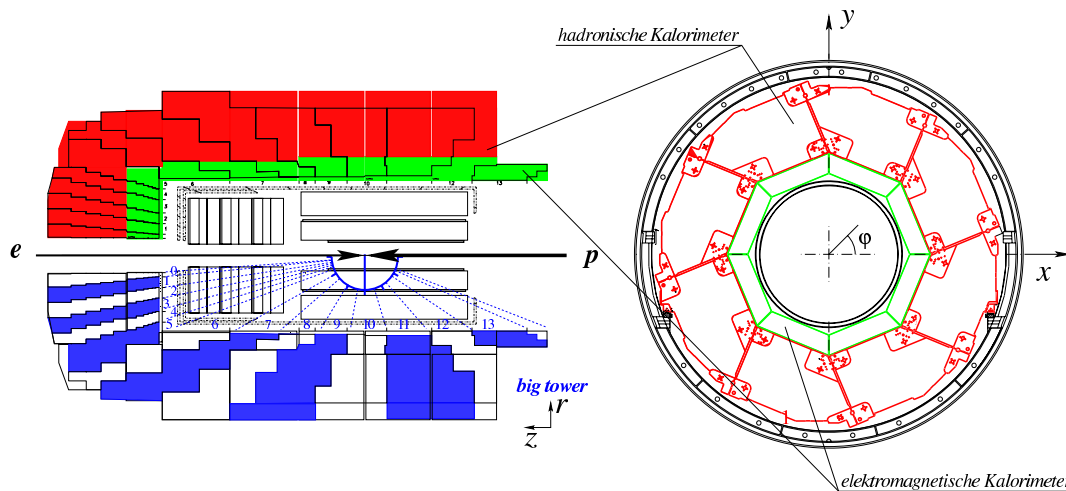 hadronische Kalorimeter
y
e
p
φ
x
0
1
2
3
4
5 6 7 8 9 10 11 12 13
big tower
r
z
elektromagnetische Kalorimeter